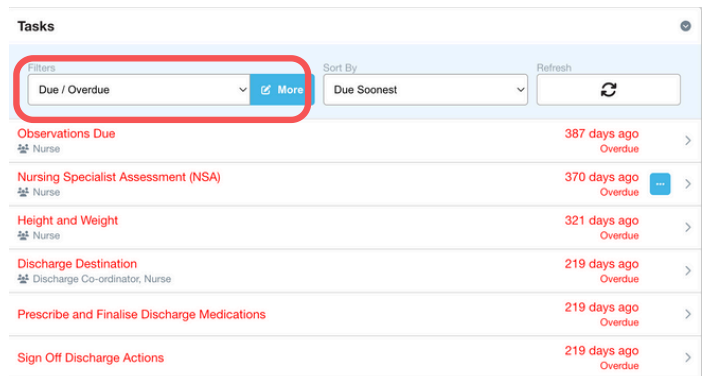 Tasks
Filters
Sort By
Refresh
Due / Overdue
More
Due Soonest
Observations Due
387 days ago
Nurse
Overdue
Nursing Specialist Assessment (NSA)
370 days ago
Nurse
Overdue
Height and Weight
321 days ago
Nurse
Overdue
Discharge Destination
219 days ago
Discharge Co-ordinator, Nurse
Overdue
Prescribe and Finalise Discharge Medications
219 days ago
Overdue
Sign Off Discharge Actions
219 days ago
Overdue